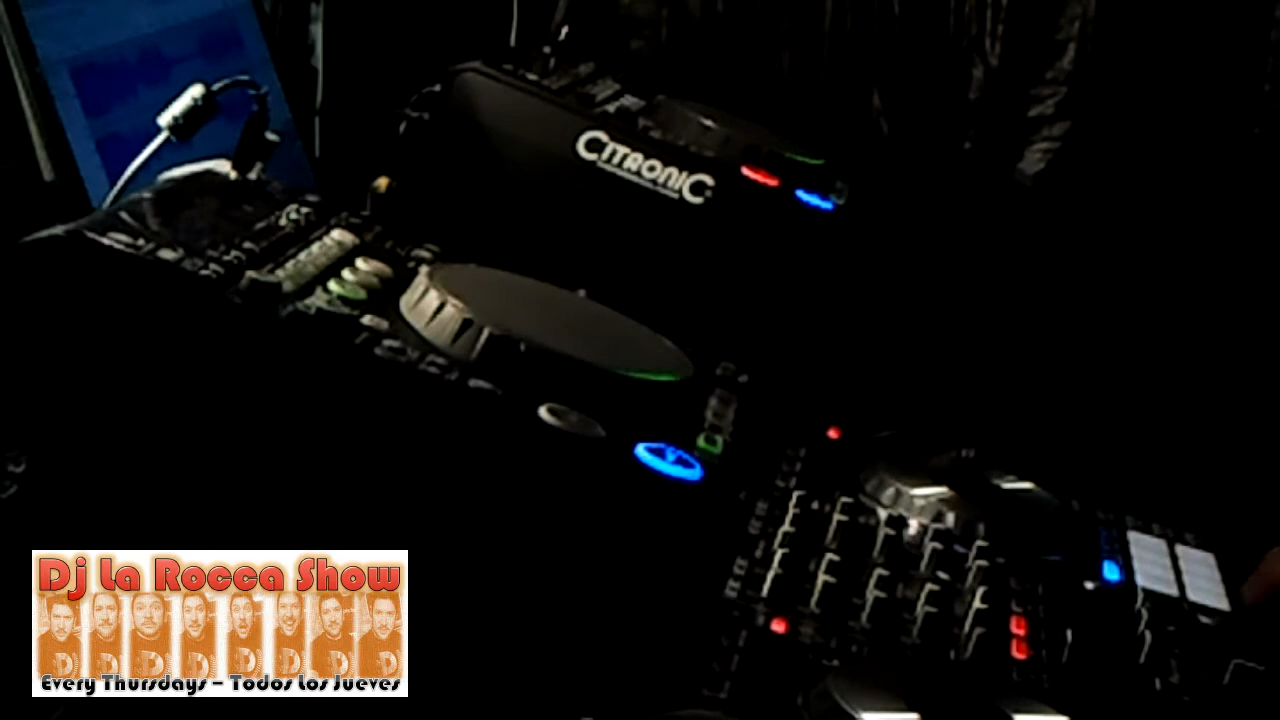 CITRONIC
Dj La Rocca Show
Every Thursdays – Todos Los Jueves